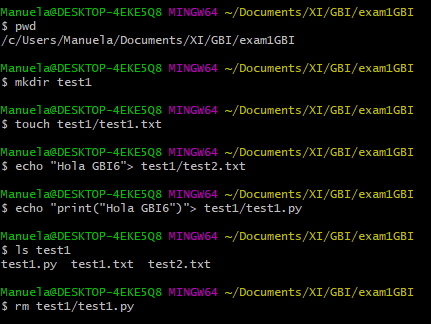 Manuela@DESKTOP-4EKE5Q8 MINGW64 ~/Documents/XI/GBI/exam1GBI
$ pwd
/c/Users/Manuela/Documents/XI/GBI/exam1GBI
Manuela@DESKTOP-4EKE5Q8 MINGW64 ~/Documents/XI/GBI/exam1GBI
$ mkdir test1
Manuela@DESKTOP-4EKE5Q8 MINGW64 ~/Documents/XI/GBI/exam1GBI
$ touch test1/test1.txt
Manuela@DESKTOP-4EKE5Q8 MINGW64 ~/Documents/XI/GBI/exam1GBI
$ echo "Hola GBI6"> test1/test2.txt
Manuela@DESKTOP-4EKE5Q8 MINGW64 ~/Documents/XI/GBI/exam1GBI
$ echo "print("Hola GBI6")"> test1/test1.py
Manuela@DESKTOP-4EKE5Q8 MINGW64 ~/Documents/XI/GBI/exam1GBI
$ ls test1
test1.py  test1.txt  test2.txt
Manuela@DESKTOP-4EKE5Q8 MINGW64 ~/Documents/XI/GBI/exam1GBI
$ rm test1/test1.py